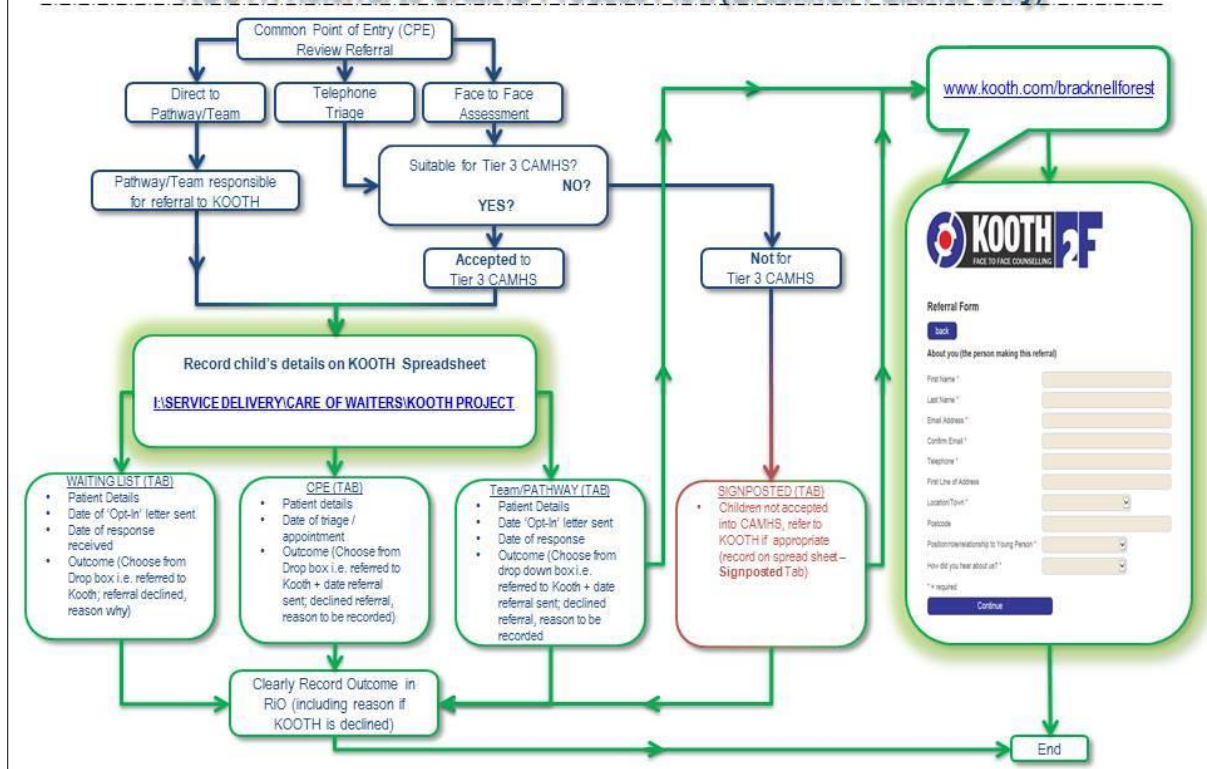 Common Point of Entry (CPE)
Review Referral
Direct to
Pathway/Team
Telephone
Triage
Face to Face
Assessment
Pathway/Team responsible
for referral to KOOTH
Suitable for Tier 3 CAMHS?
NO?
YES?
Accepted to
Tier 3 CAMHS
Not for
Tier 3 CAMHS
Record child's details on KOOTH Spreadsheet
I:\SERVICE DELIVERY\CARE OF WAITERS\KOOTH PROJECT
WAITING LIST (TAB)
• Patient Details
• Date of 'Opt-In' letter sent
• Date of response
received
• Outcome (Choose from
Drop box i.e. referred to
Kooth; referral declined,
reason why)
CPE (TAB)
• Patient details
• Date of triage /
appointment
• Outcome (Choose from
Drop box i.e. referred to
Kooth + date referral
sent; declined referral,
reason to be recorded)
Team/PATHWAY (TAB)
• Patient Details
• Date 'Opt-In' letter sent
• Date of response
• Outcome (Choose from
drop down box i.e.
referred to Kooth + date
referral sent; declined
referral, reason to be
recorded
SIGNPOSTED (TAB)
• Children not accepted
into CAMHS, refer to
KOOTH if appropriate
(record on spread sheet –
Signposted Tab)
Clearly Record Outcome in
RiO (including reason if
KOOTH is declined)
End
www.kooth.com/bracknellforest
KOOTH F2F
FACE TO FACE COUNSELLING
Referral Form
back
About you (the person making this referral)
First Name *
Last Name *
Email Address *
Confirm Email *
Telephone *
First Line of Address
Location/Town *
Postcode
Position/role/relationship to Young Person *
How did you hear about us? *
* = required
Continue